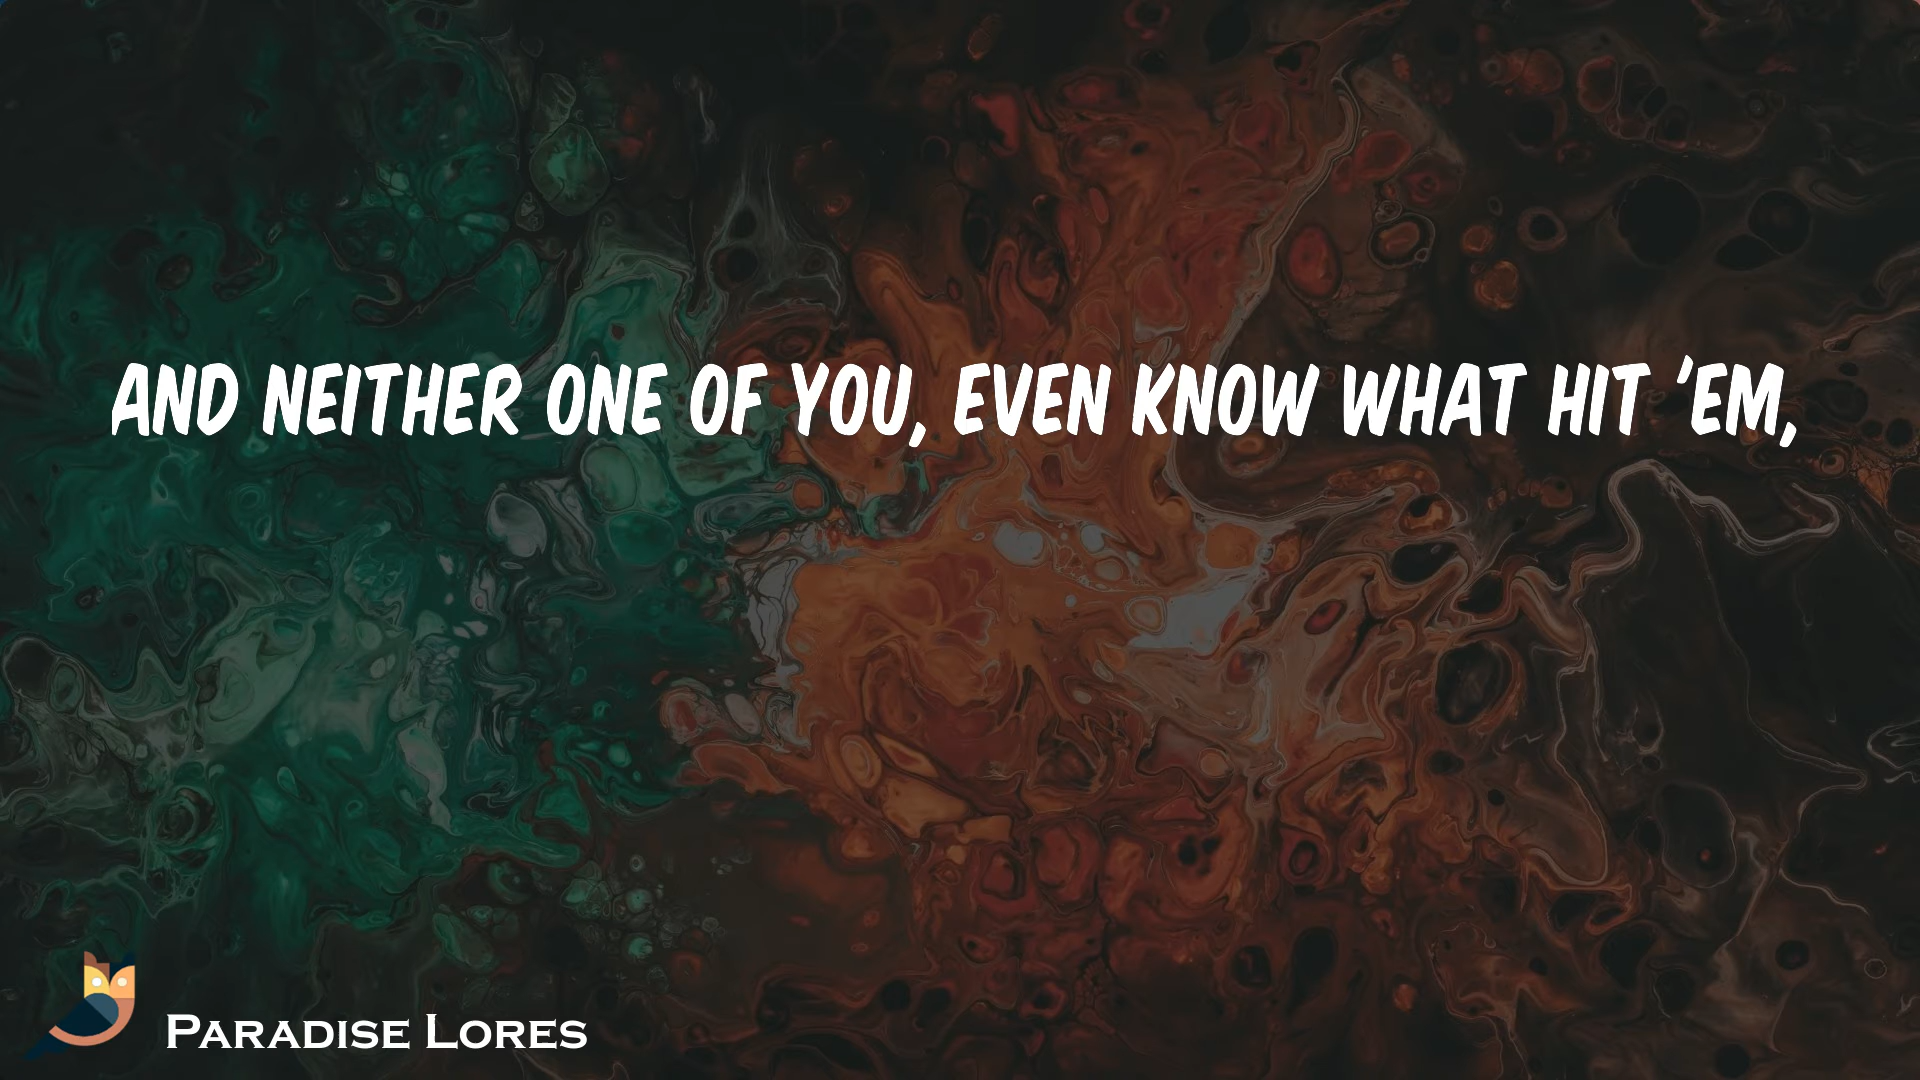 AND NEITHER ONE OF YOU, EVEN KNOW WHAT HIT 'EM,
PARADISE LORES